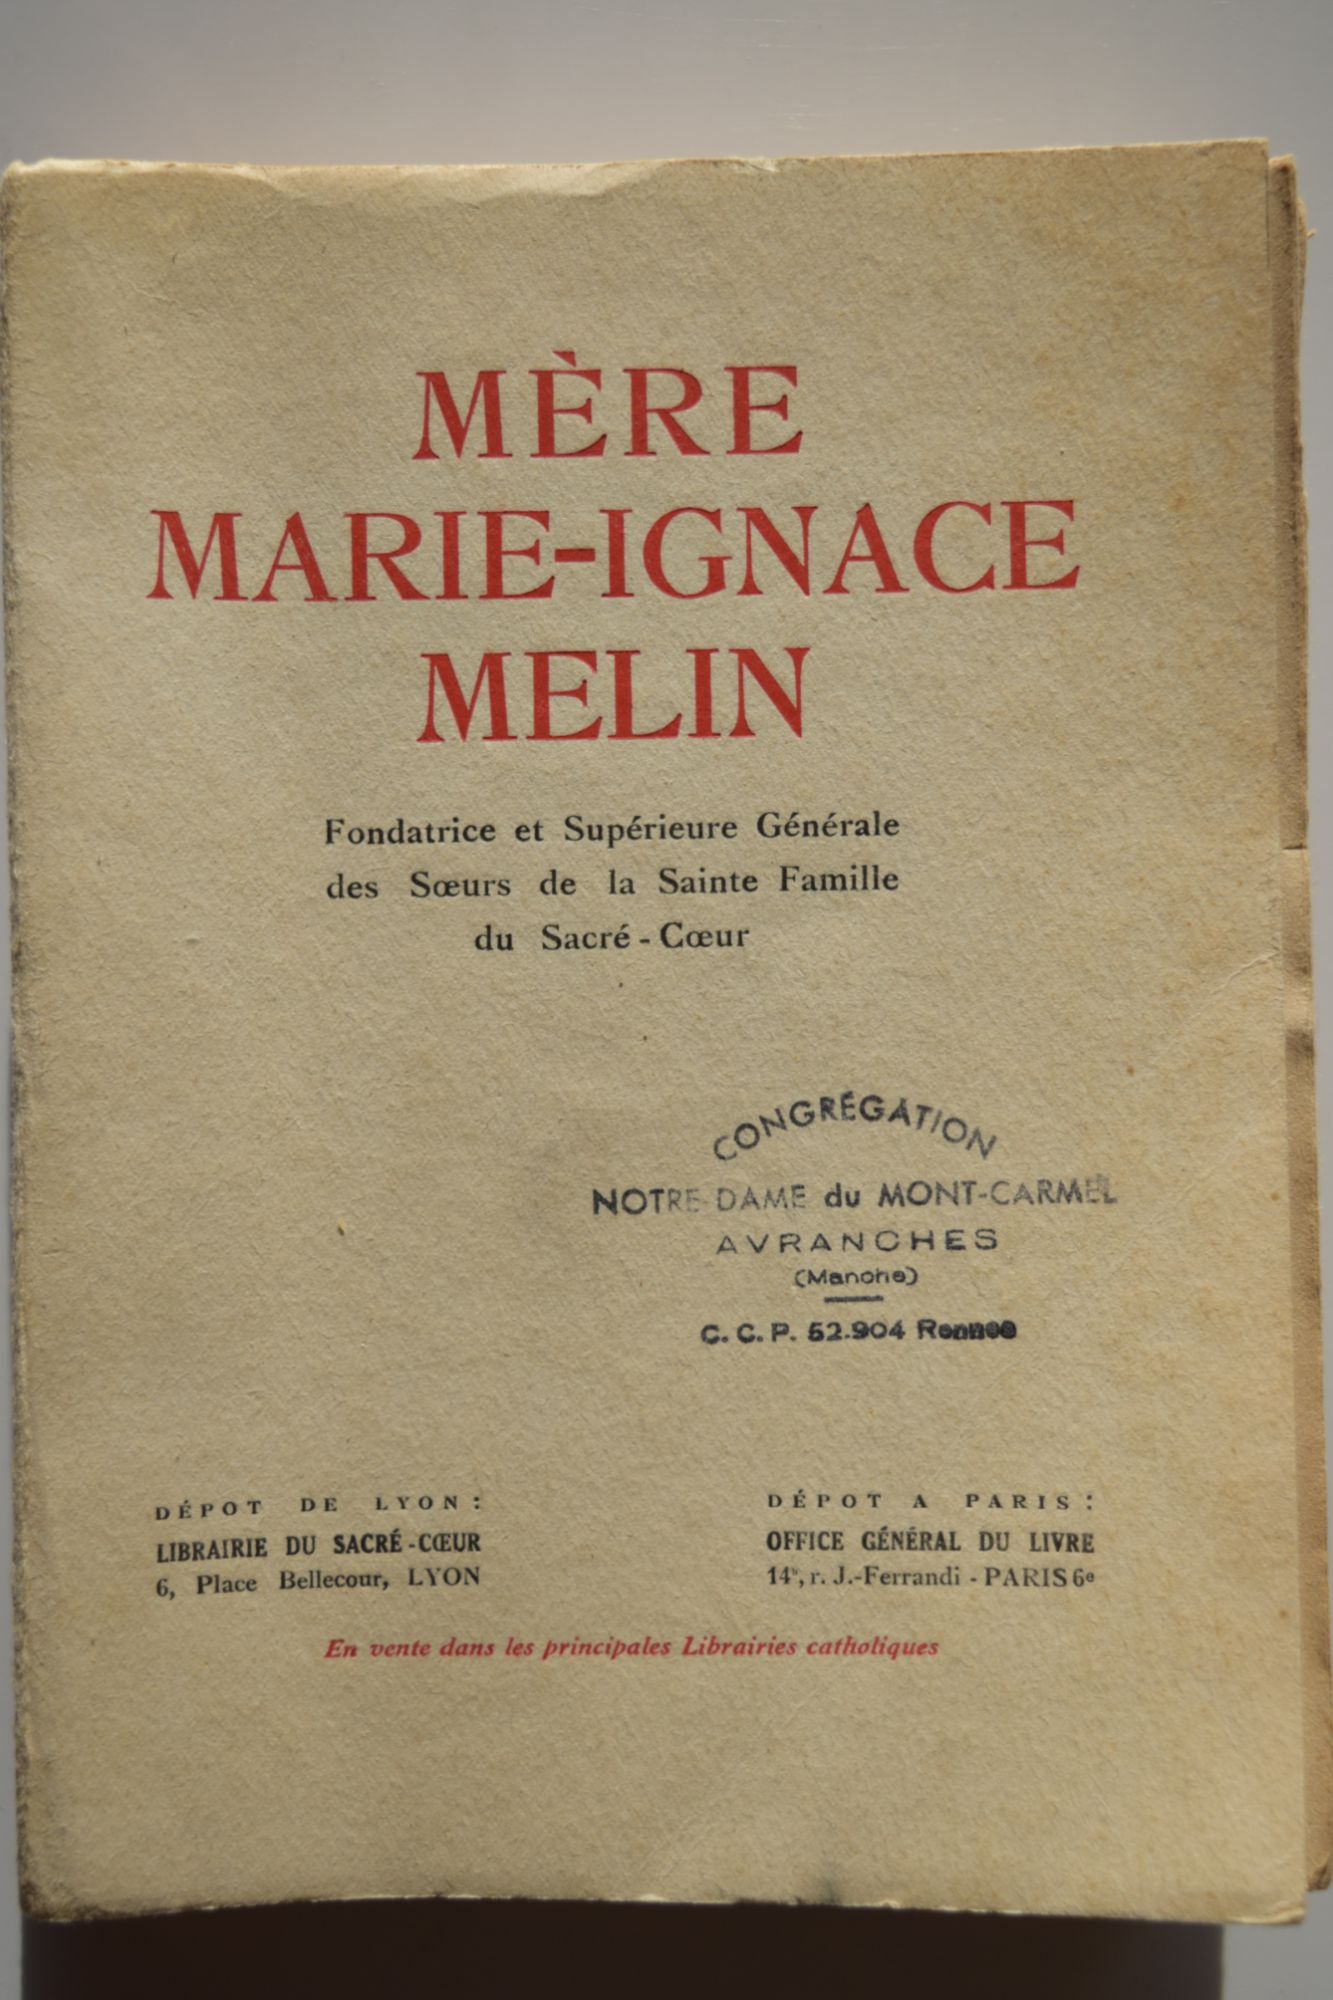 MÈRE
MARIE-IGNACE
MELIN
Fondatrice et Supérieure Générale
des Sœurs de la Sainte Famille
du Sacré-Cœur
CONGRÉGATION
NOTRE-DAME du MONT-CARMEL
AVRANCHES
(Manche)
C. C. P. 52.904 Rennes
DÉPOT DE LYON :
LIBRAIRIE DU SACRÉ-CŒUR
6, Place Bellecour, LYON
DÉPOT A PARIS :
OFFICE GÉNÉRAL DU LIVRE
r. J.-Ferrandi - PARIS 6e
En vente dans les principales Librairies catholiques